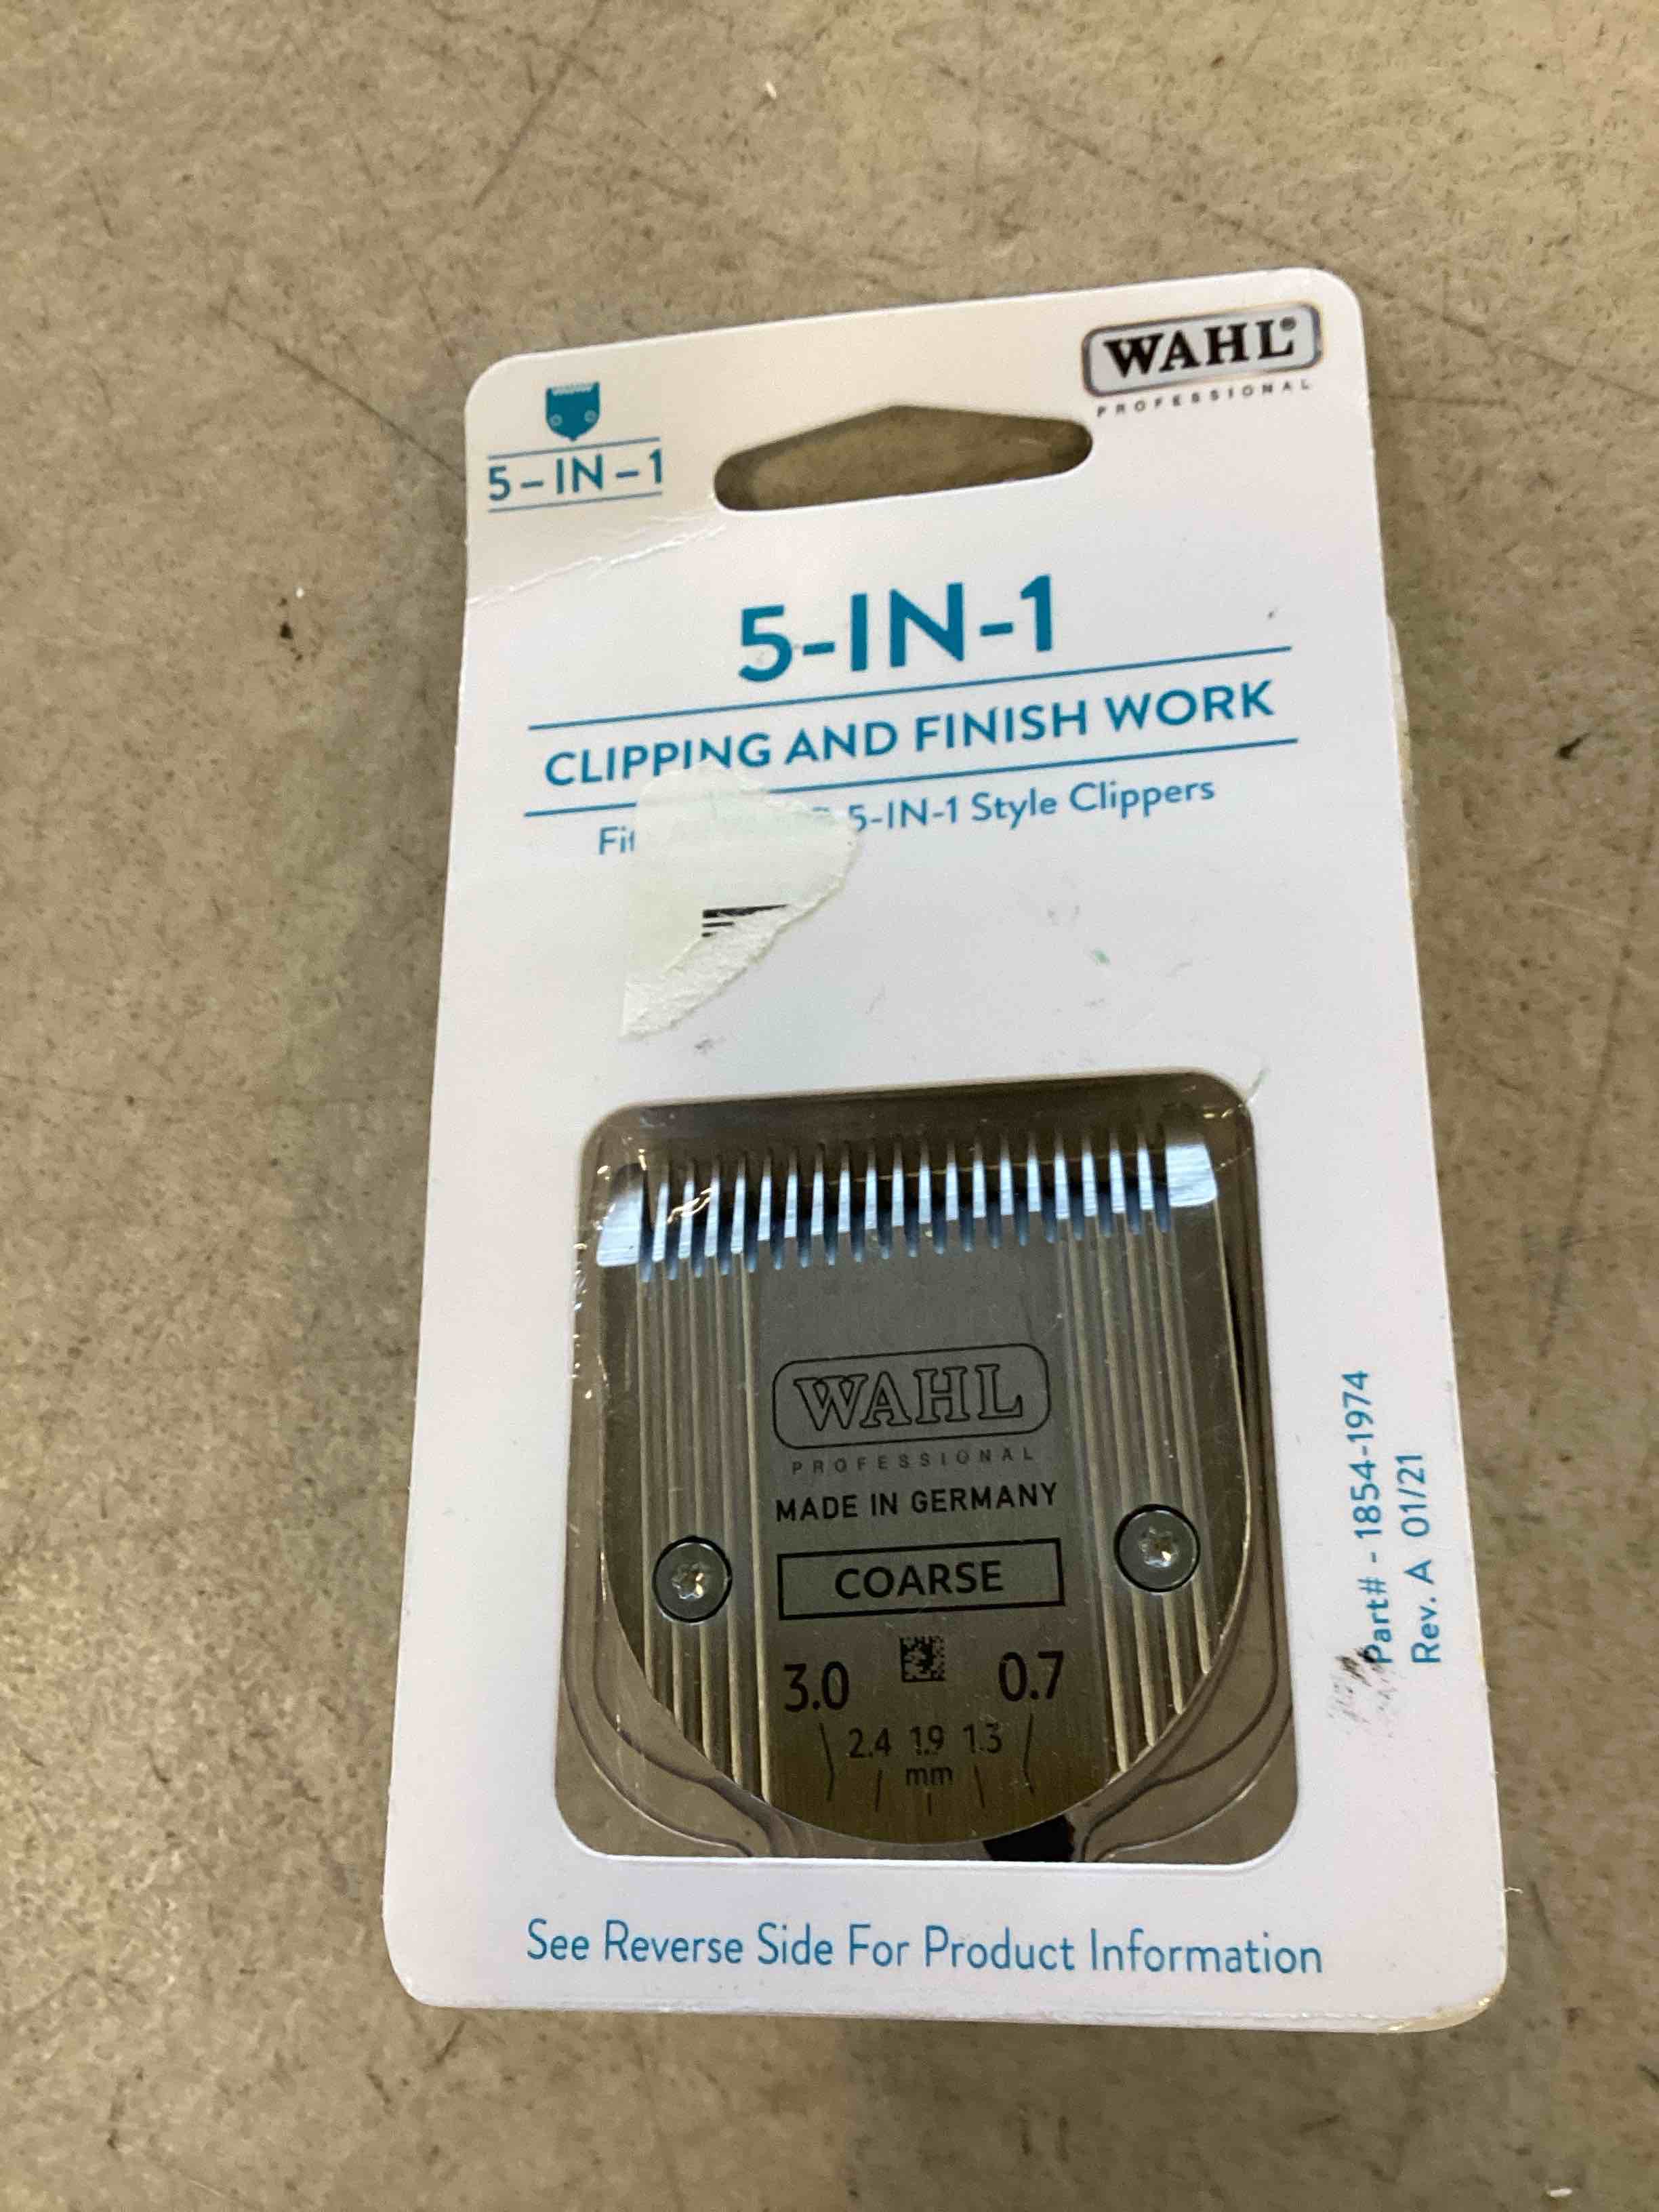 WAHL®
PROFESSIONAL
5-IN-1
5-IN-1
CLIPPING AND FINISH WORK
5-IN-1 Style Clippers
WAHL
PROFESSIONAL
MADE IN GERMANY
COARSE
3.0 0.7
2.4 1.9 1.3
mm
Part# - 1854-1974
Rev. A 01/21
See Reverse Side For Product Information